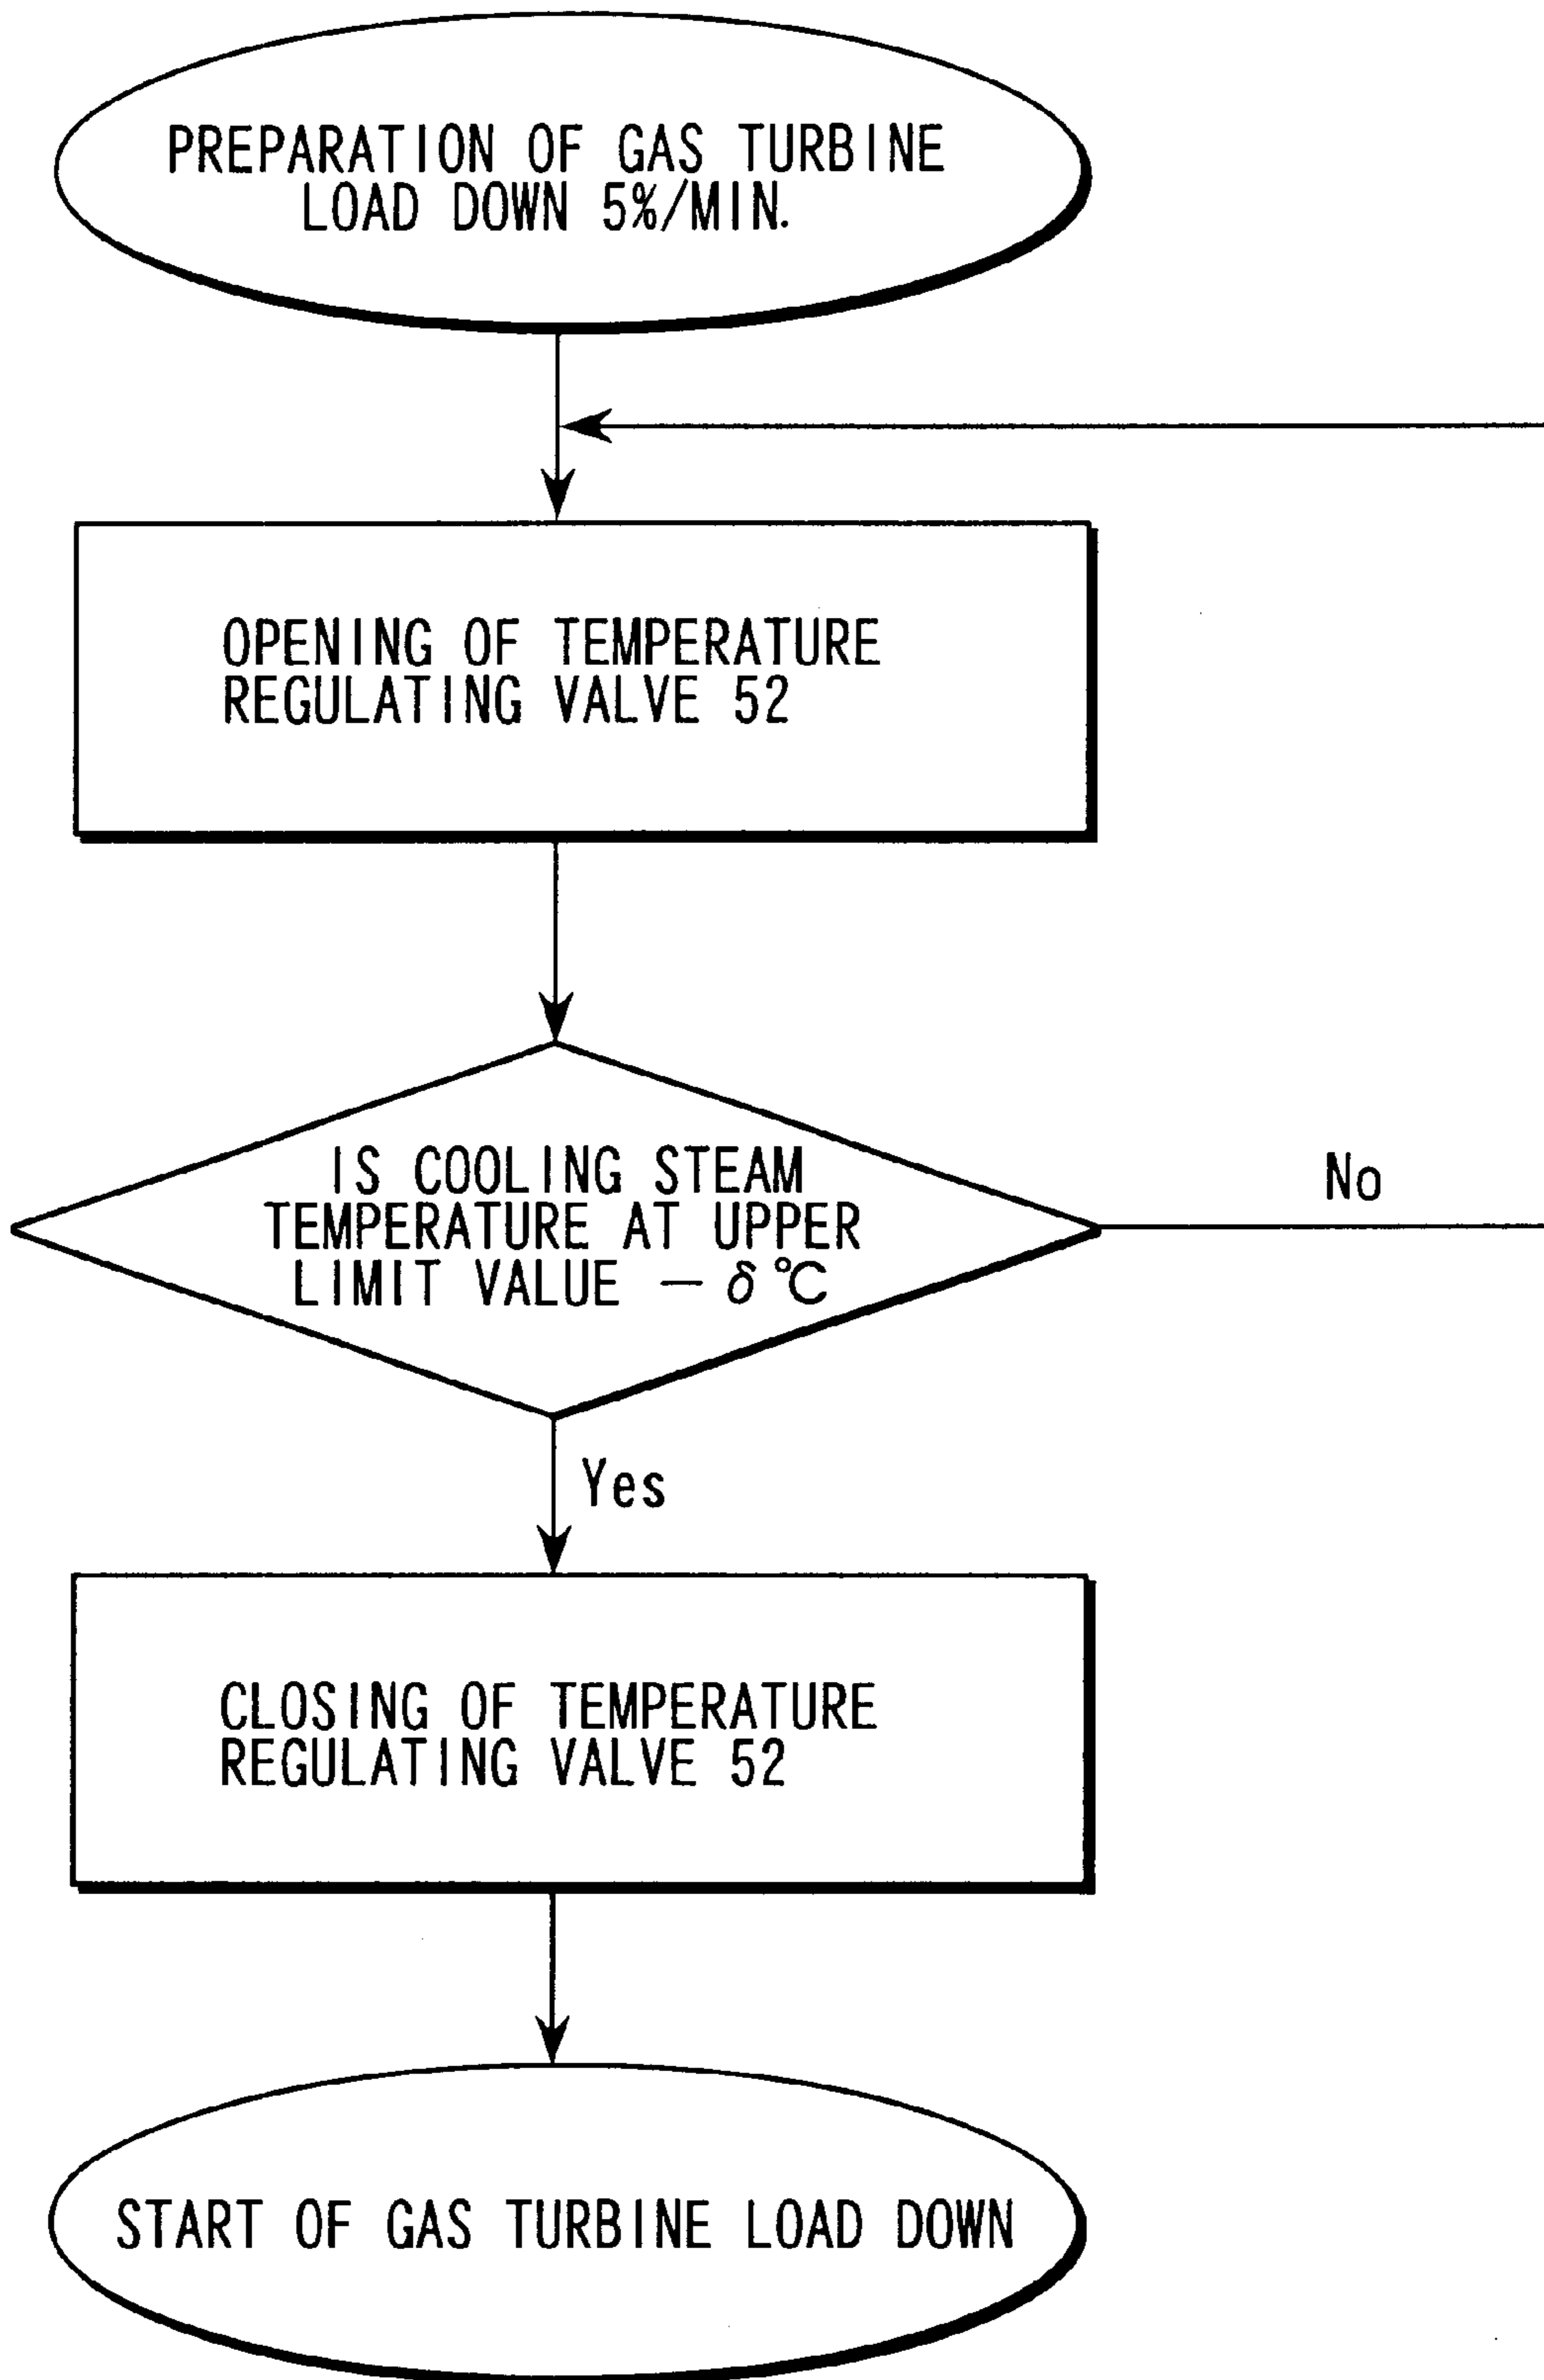 PREPARATION OF GAS TURBINE
LOAD DOWN 5%/MIN.
OPENING OF TEMPERATURE
REGULATING VALVE 52
IS COOLING STEAM
TEMPERATURE AT UPPER
LIMIT VALUE — δ℃
No
Yes
CLOSING OF TEMPERATURE
REGULATING VALVE 52
START OF GAS TURBINE LOAD DOWN